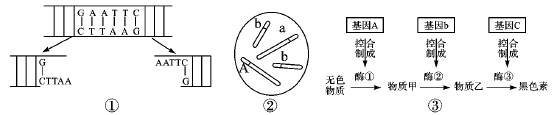 GAATTC
CTTAAG
G
CTTAA
AATTC
G
①
b
a
A
b
②
基因A 基因b 基因C
控合制成 控合制成 控合制成
无色物质 酶① 物质甲 酶② 物质乙 酶③ 黑色素
③